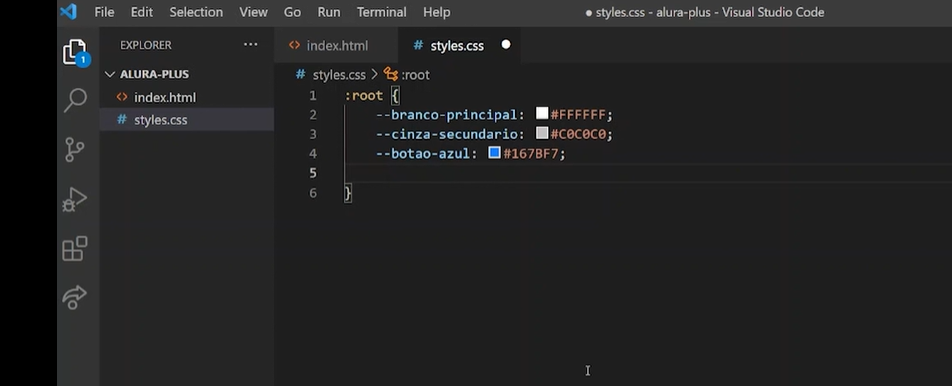 File Edit Selection View Go Run Terminal Help
● styles.css - alura-plus - Visual Studio Code
EXPLORER ...
<> index.html
# styles.css ●
ALURA-PLUS
<> index.html
# styles.css
1
# styles.css > :root
1 :root {
2 --branco-principal: #FFFFFF;
3 --cinza-secundario: #C0C0C0;
4 --botao-azul: #167BF7;
5
6 }